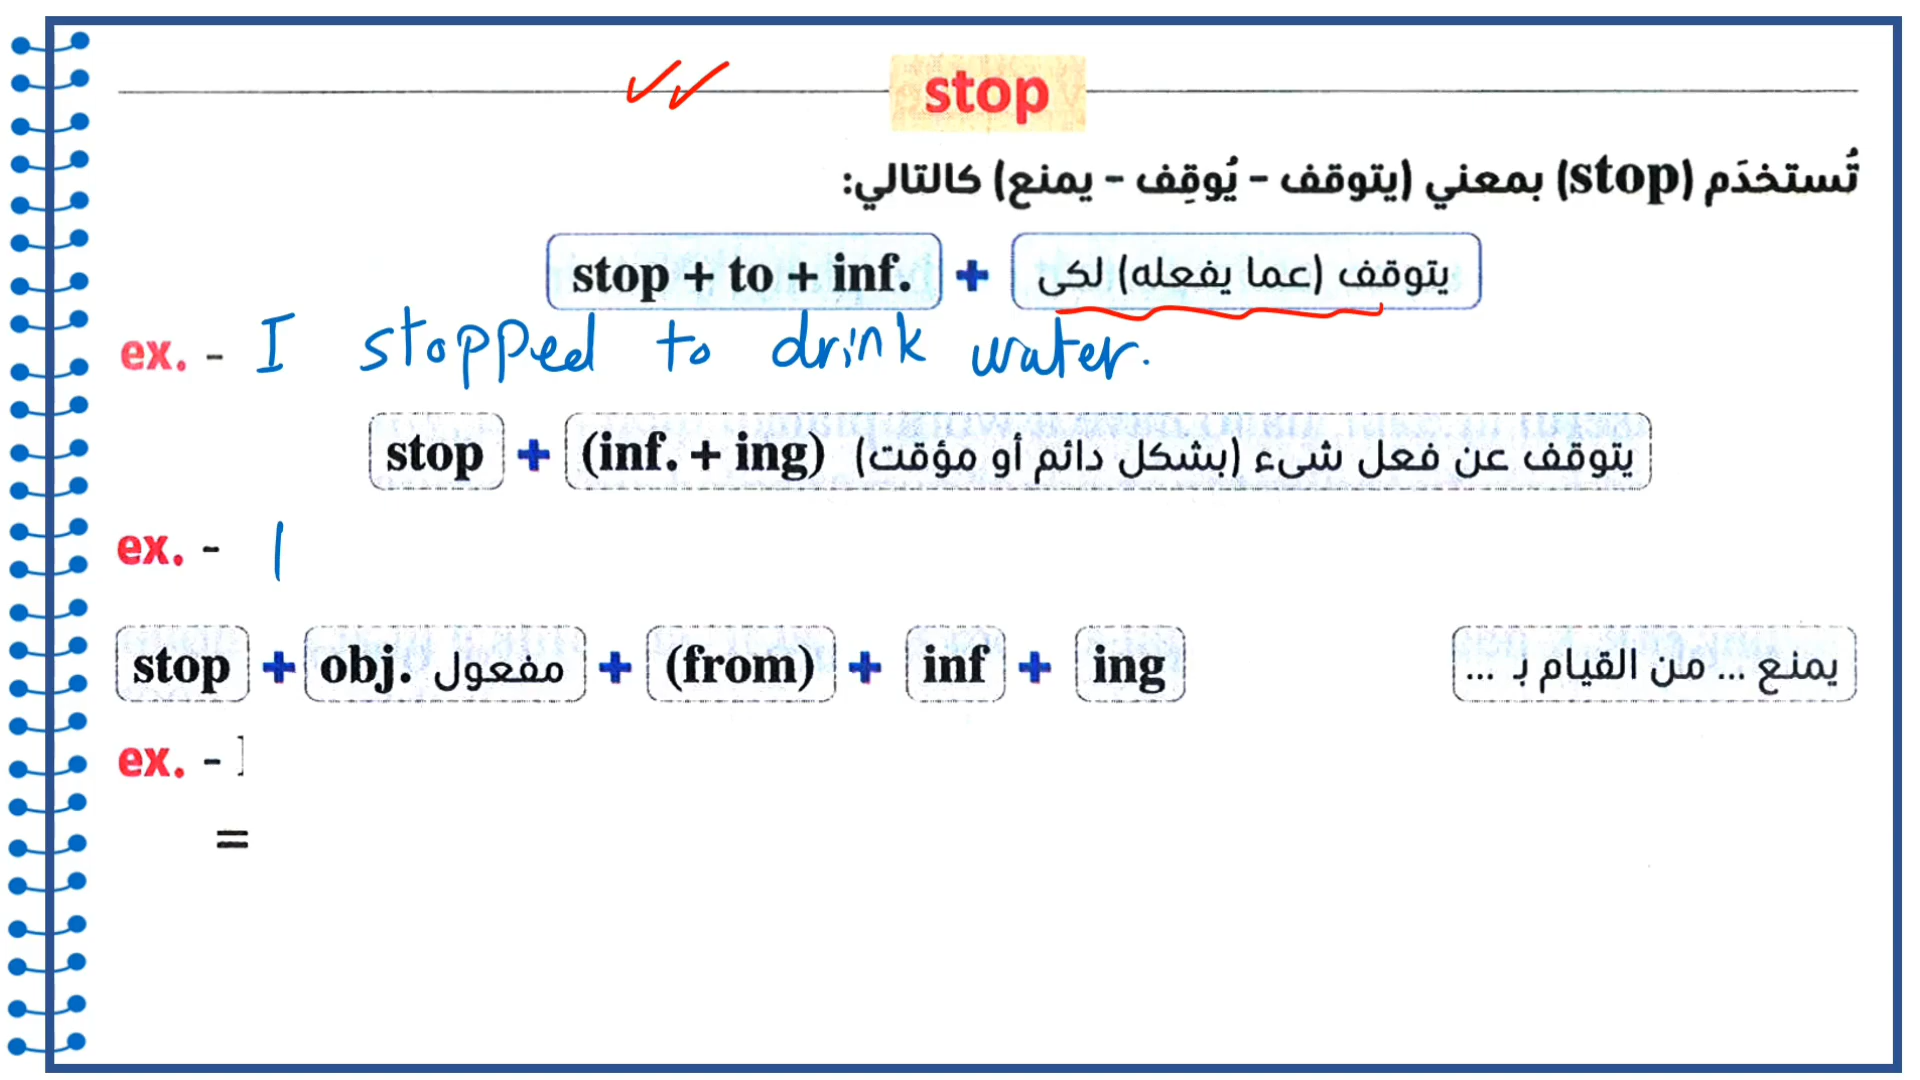 stop
تُستخدَم (stop) بمعني (يتوقف - يُوقِف - يمنع) كالتالي:
stop + to + inf. + يتوقف (عما يفعله) لكى
ex. - I stopped to drink water.
stop + (inf. + ing) يتوقف عن فعل شىء (بشكل دائم أو مؤقت)
ex. - I
stop + obj. مفعول + (from) + inf + ing يمنع ... من القيام بـ ...
ex. -
=